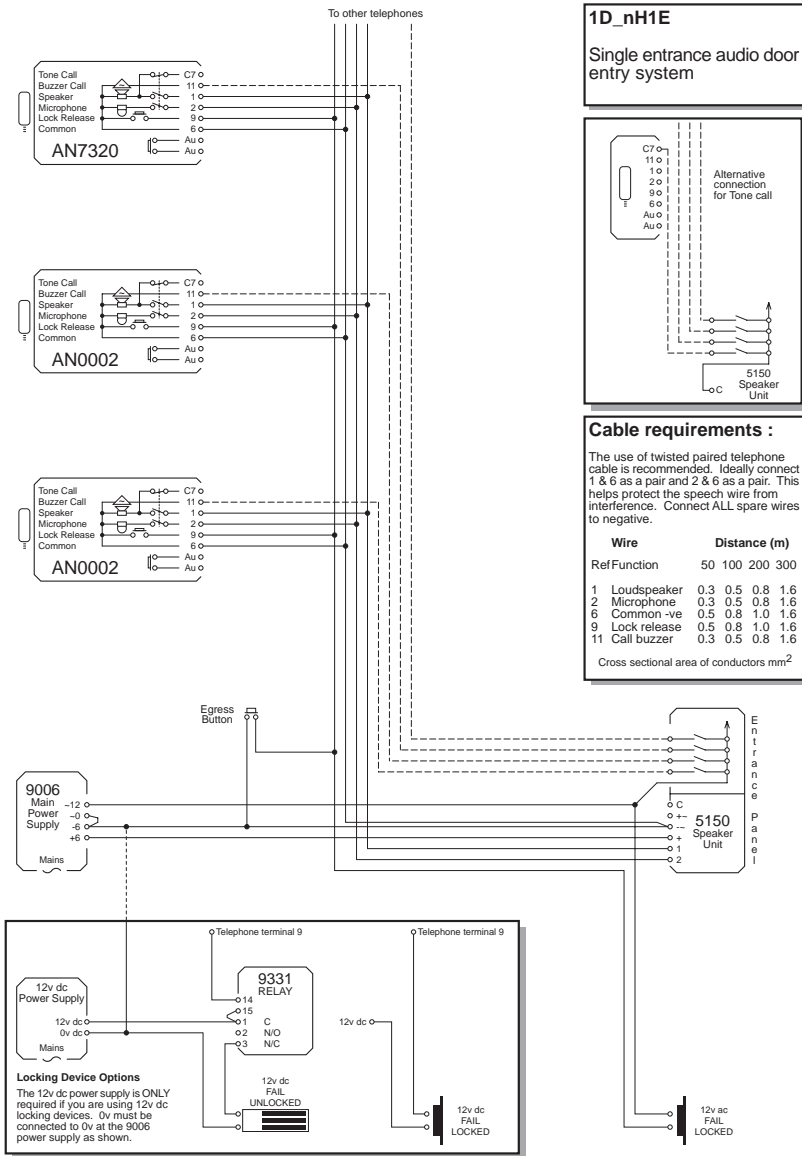 To other telephones
1D_nH1E
Single entrance audio door
entry system
Tone Call
Buzzer Call
Speaker
Microphone
Lock Release
Common
C7
11
1
2
9
6
Au
Au
AN7320
C7
11
1
2
9
6
Au
Au
Alternative
connection
for Tone call
C
5150
Speaker
Unit
Tone Call
Buzzer Call
Speaker
Microphone
Lock Release
Common
C7
11
1
2
9
6
Au
Au
AN0002
Cable requirements :
The use of twisted paired telephone
cable is recommended. Ideally connect
1 & 6 as a pair and 2 & 6 as a pair. This
helps protect the speech wire from
interference. Connect ALL spare wires
to negative.
Wire Distance (m)
Ref Function 50 100 200 300
1 Loudspeaker 0.3 0.5 0.8 1.6
2 Microphone 0.3 0.5 0.8 1.6
6 Common -ve 0.5 0.8 1.0 1.6
9 Lock release 0.5 0.8 1.0 1.6
11 Call buzzer 0.3 0.5 0.8 1.6
Cross sectional area of conductors mm2
Tone Call
Buzzer Call
Speaker
Microphone
Lock Release
Common
C7
11
1
2
9
6
Au
Au
AN0002
Egress
Button
9006
Main
Power
Supply
~12
~0
-6
+6
Mains
Entrance Panel
C
+~
-~
+
1
2
5150
Speaker
Unit
Telephone terminal 9
Telephone terminal 9
12v dc
Power Supply
12v dc
0v dc
Mains
9331
RELAY
14
15
1 C
2 N/O
3 N/C
12v dc
Locking Device Options
The 12v dc power supply is ONLY
required if you are using 12v dc
locking devices. 0v must be
connected to 0v at the 9006
power supply as shown.
12v dc
FAIL
UNLOCKED
12v dc
FAIL
LOCKED
12v ac
FAIL
LOCKED